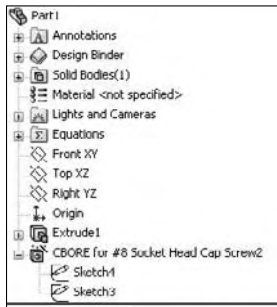 Part1
Annotations
Design Binder
Solid Bodies(1)
Material <not specified>
Lights and Cameras
Equations
Front XY
Top XZ
Right YZ
Origin
Extrude1
CBORE for #8 Socket Head Cap Screw2
Sketch4
Sketch3